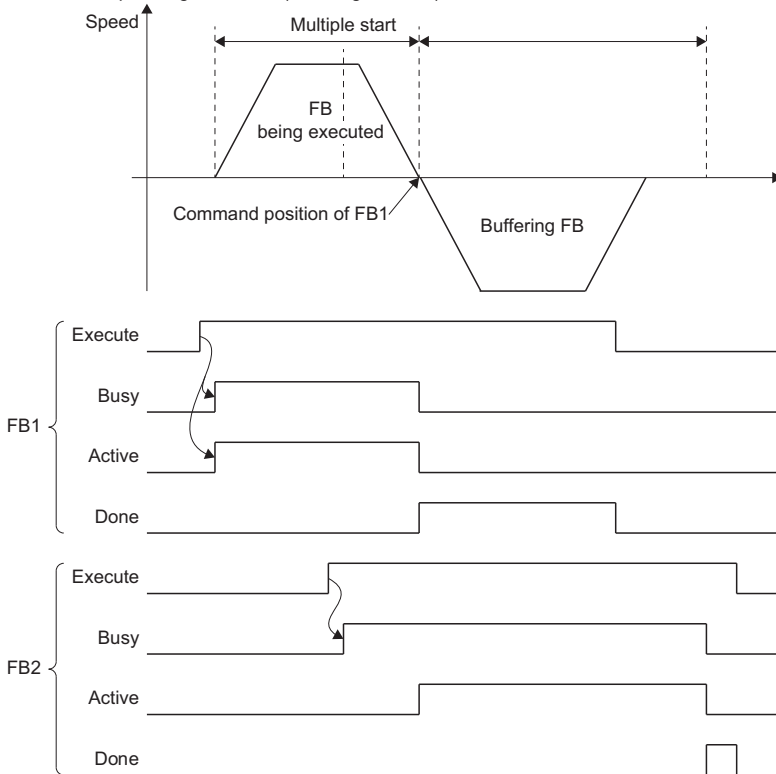 Speed
Multiple start
FB
being executed
Command position of FB1
Buffering FB
FB1
Execute
Busy
Active
Done
FB2
Execute
Busy
Active
Done